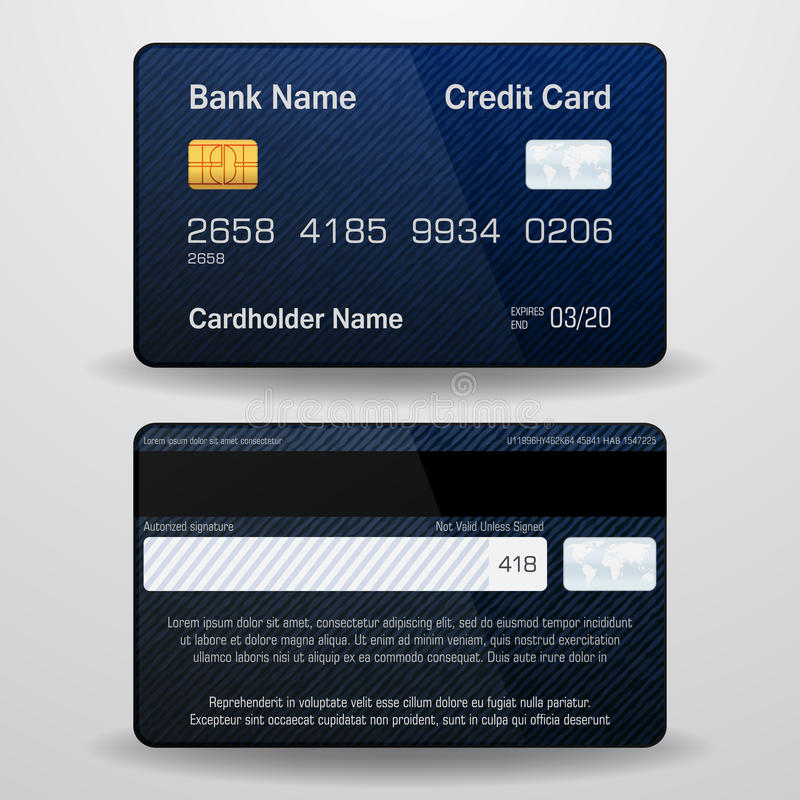 Bank Name Credit Card
2658 4185 9934 0206
2658
Cardholder Name
EXPIRES
END
03/20
dreamstime.com
Lorem ipsum dolor sit amet consectetur U11896HY462K64 45841 HAB 1547225
Autorized signature Not Valid Unless Signed
418
Lorem ipsum dolor sit amet, consectetur adipiscing elit, sed do eiusmod tempor incididunt
ut labore et dolore magna aliqua. Ut enim ad minim veniam, quis nostrud exercitation
ullamco laboris nisi ut aliquip ex ea commodo consequat. Duis aute irure dolor in
Reprehenderit in voluptate velit esse cillum dolore eu fugiat nulla pariatur.
Excepteur sint occaecat cupidatat non proident, sunt in culpa qui officia deserunt